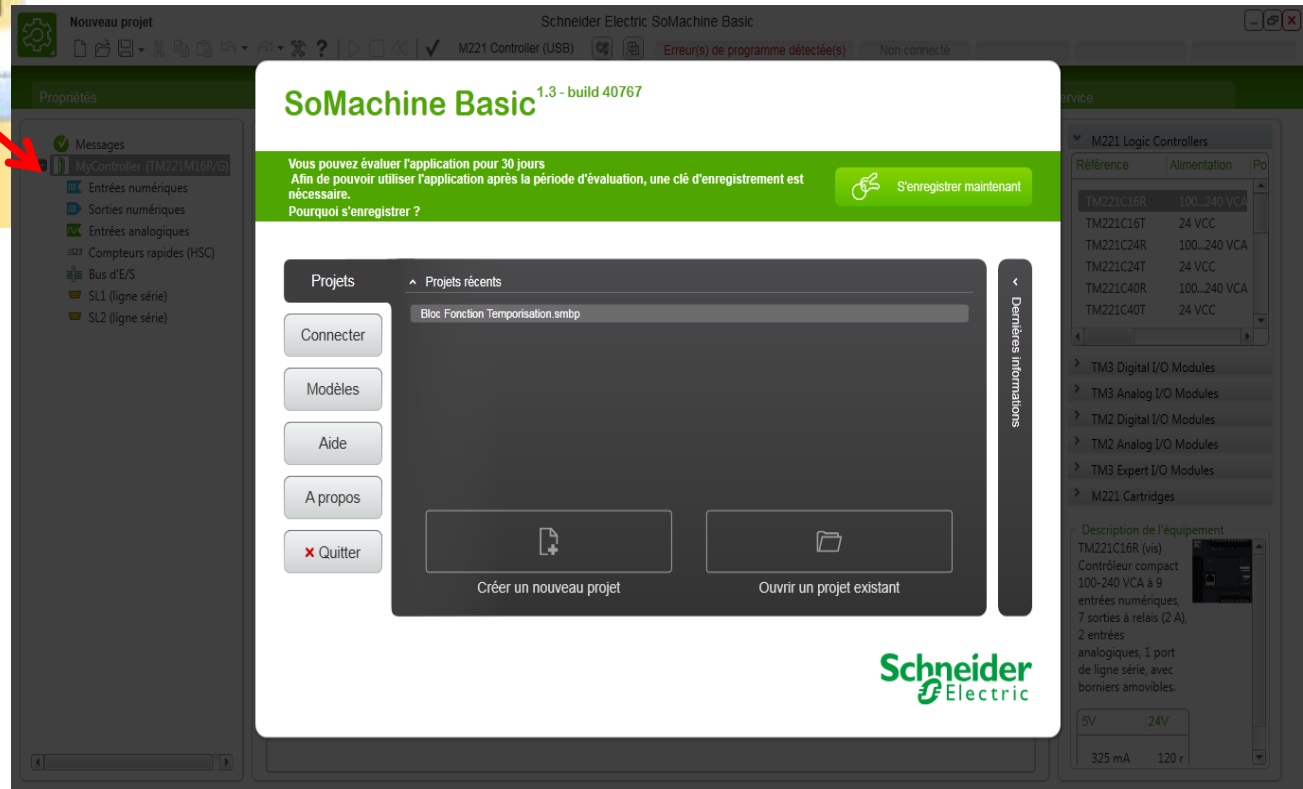 Nouveau projet
Schneider Electric SoMachine Basic
M221 Controller (USB)
Erreur(s) de programme détectée(s)
Non connecté
Propriétés
ervice
Messages
MyController (TM221M16R/G)
Entrées numériques
Sorties numériques
Entrées analogiques
Compteurs rapides (HSC)
Bus d'E/S
SL1 (ligne série)
SL2 (ligne série)
SoMachine Basic 1.3 - build 40767
Vous pouvez évaluer l'application pour 30 jours
Afin de pouvoir utiliser l'application après la période d'évaluation, une clé d'enregistrement est
nécessaire.
Pourquoi s'enregistrer ?
S'enregistrer maintenant
Projets
Connecter
Modèles
Aide
A propos
Quitter
Projets récents
Bloc Fonction Temporisation.smbp
Créer un nouveau projet
Ouvrir un projet existant
Dernières informations
Schneider
Electric
M221 Logic Controllers
Référence Alimentation Po
TM221C16R 100...240 VCA
TM221C16T 24 VCC
TM221C24R 100...240 VCA
TM221C24T 24 VCC
TM221C40R 100...240 VCA
TM221C40T 24 VCC
TM3 Digital I/O Modules
TM3 Analog I/O Modules
TM2 Digital I/O Modules
TM2 Analog I/O Modules
TM3 Expert I/O Modules
M221 Cartridges
Description de l'équipement
TM221C16R (vis)
Contrôleur compact
100-240 VCA à 9
entrées numériques,
7 sorties à relais (2 A),
2 entrées
analogiques, 1 port
de ligne série, avec
borniers amovibles.
5V 24V
325 mA 120 r